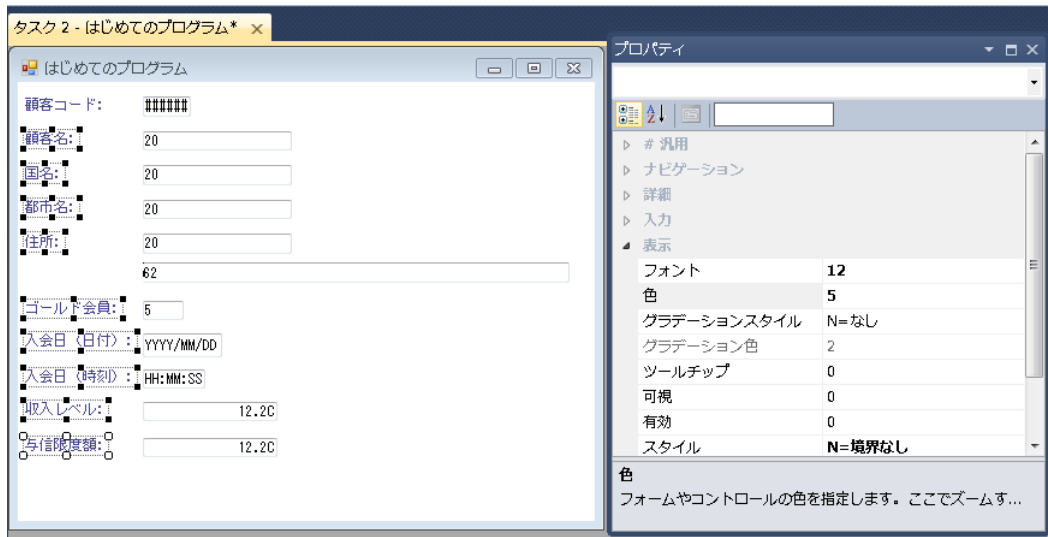 タスク 2 - はじめてのプログラム*
はじめてのプログラム
顧客コード: ######
顧客名: 20
国名: 20
都市名: 20
住所: 20
62
ゴールド会員: 5
入会日（日付）: YYYY/MM/DD
入会日（時刻）: HH:MM:SS
収入レベル: 12.2C
与信限度額: 12.2C
プロパティ
# 汎用
ナビゲーション
詳細
入力
表示
フォント 12
色 5
グラデーションスタイル N=なし
グラデーション色 2
ツールチップ 0
可視 0
有効 0
スタイル N=境界なし
色
フォームやコントロールの色を指定します。ここでズームす...